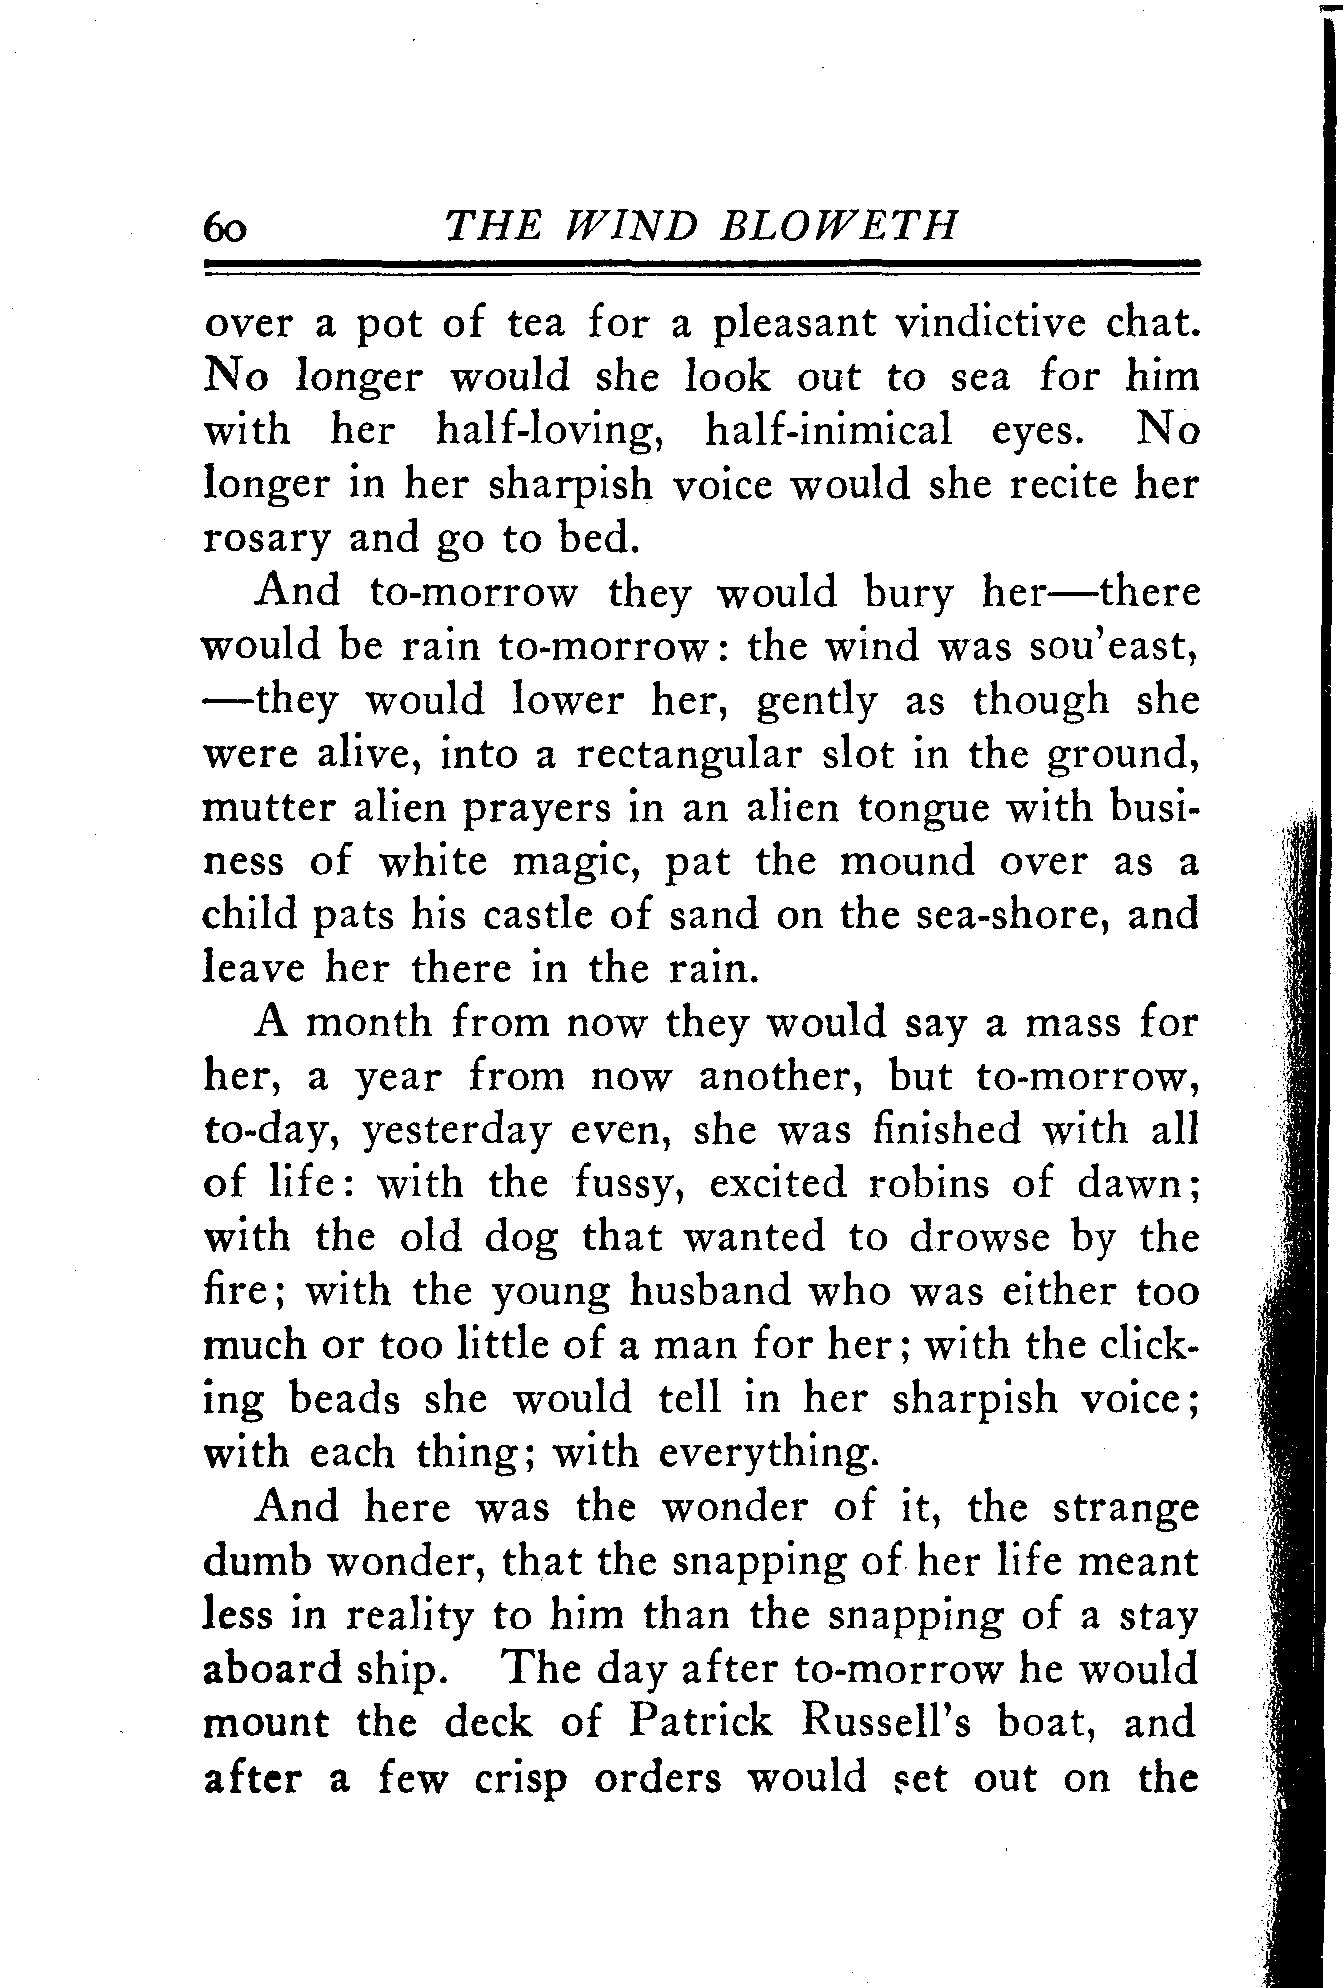 60 THE WIND BLOWETH
over a pot of tea for a pleasant vindictive chat.
No longer would she look out to sea for him
with her half-loving, half-inimical eyes. No
longer in her sharpish voice would she recite her
rosary and go to bed.
And to-morrow they would bury her—there
would be rain to-morrow: the wind was sou'east,
—they would lower her, gently as though she
were alive, into a rectangular slot in the ground,
mutter alien prayers in an alien tongue with busi-
ness of white magic, pat the mound over as a
child pats his castle of sand on the sea-shore, and
leave her there in the rain.
A month from now they would say a mass for
her, a year from now another, but to-morrow,
to-day, yesterday even, she was finished with all
of life: with the fussy, excited robins of dawn;
with the old dog that wanted to drowse by the
fire; with the young husband who was either too
much or too little of a man for her; with the click-
ing beads she would tell in her sharpish voice;
with each thing; with everything.
And here was the wonder of it, the strange
dumb wonder, that the snapping of her life meant
less in reality to him than the snapping of a stay
aboard ship. The day after to-morrow he would
mount the deck of Patrick Russell's boat, and
after a few crisp orders would set out on the